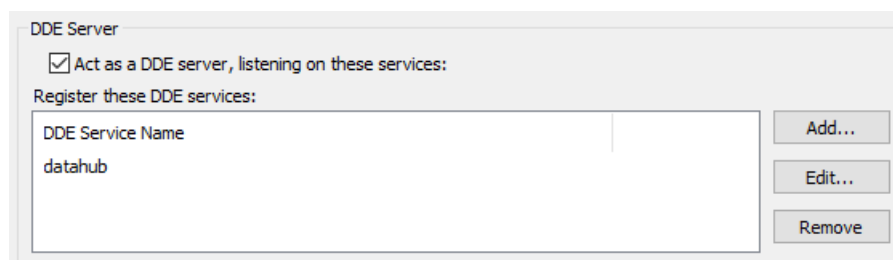 DDE Server
Act as a DDE server, listening on these services:
Register these DDE services:
DDE Service Name
datahub
Add...
Edit...
Remove